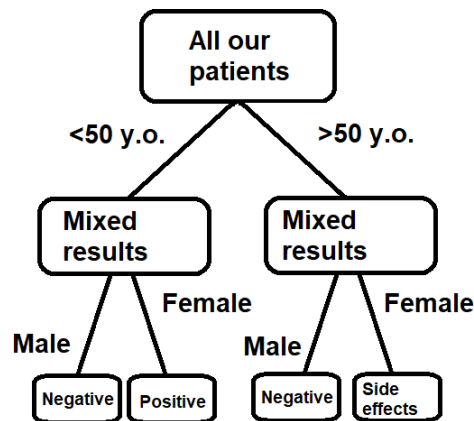 All our
patients
<50 y.o.
>50 y.o.
Mixed
results
Mixed
results
Male
Female
Male
Female
Negative
Positive
Negative
Side
effects